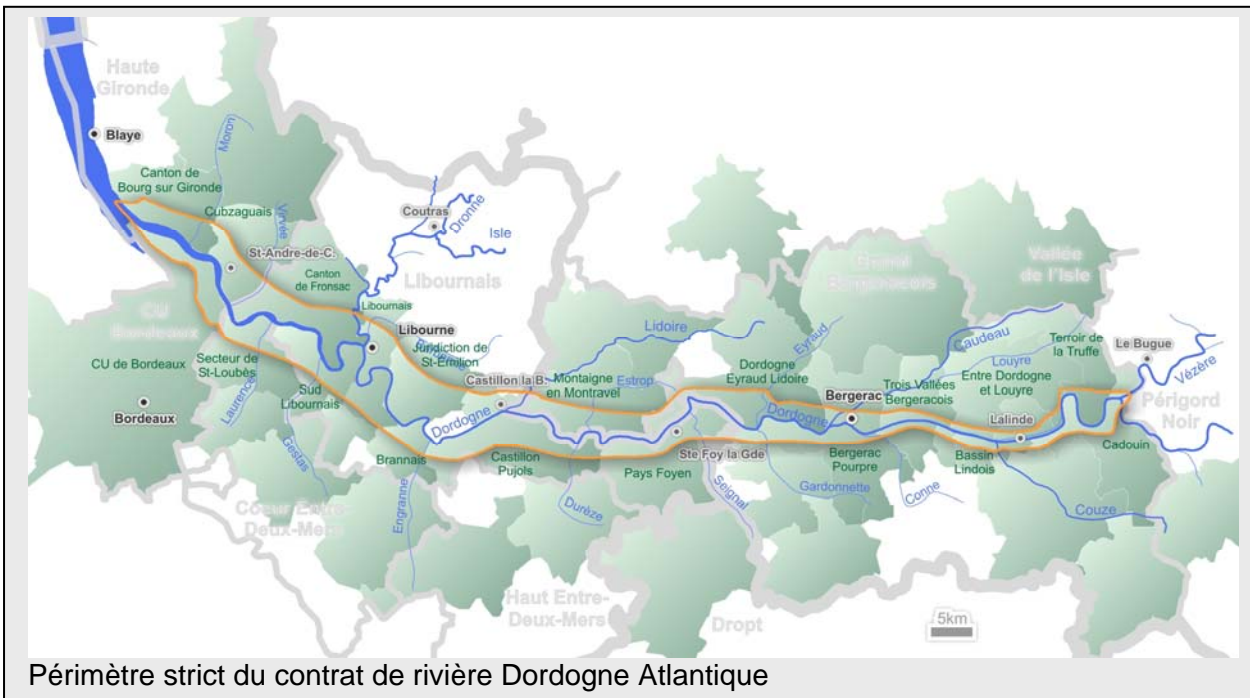 Haute
Gironde
Blaye
Moron
Canton de
Bourg sur Gironde
Cubzaguais
Virvée
Coutras
Dronne
Isle
St-Andre-de-C.
Canton
de Fronsac
Libournais
Libournais
CU
Bordeaux
CU de Bordeaux
Bordeaux
Secteur de
St-Loubès
Laurence
Sud
Libournais
Gestas
Libourne
Juridiction de
St-Emilion
Castillon la B.
Dordogne
Brannais
Engranne
Coeur Entre-
Deux-Mers
Castillon
Pujols
Durèze
Haut Entre-
Deux-Mers
Lidoire
Montaigne
en Montravel
Estrop
Pays Foyen
Ste Foy la Gde
Seignal
Dropt
Dordogne
Eyraud Lidoire
Eyraud
Dordogne
Gardonnette
Grand
Bergeracois
Bergerac
Bergerac
Pourpre
Conne
Caudeau
Louyre
Trois Vallées
Bergeracois
Entre Dordogne
et Louyre
Lalinde
Bassin
Lindois
Couze
Vallée
de l'Isle
Terroir de
la Truffe
Le Bugue
Vézère
Périgord
Noir
Cadouin
5km
Périmètre strict du contrat de rivière Dordogne Atlantique